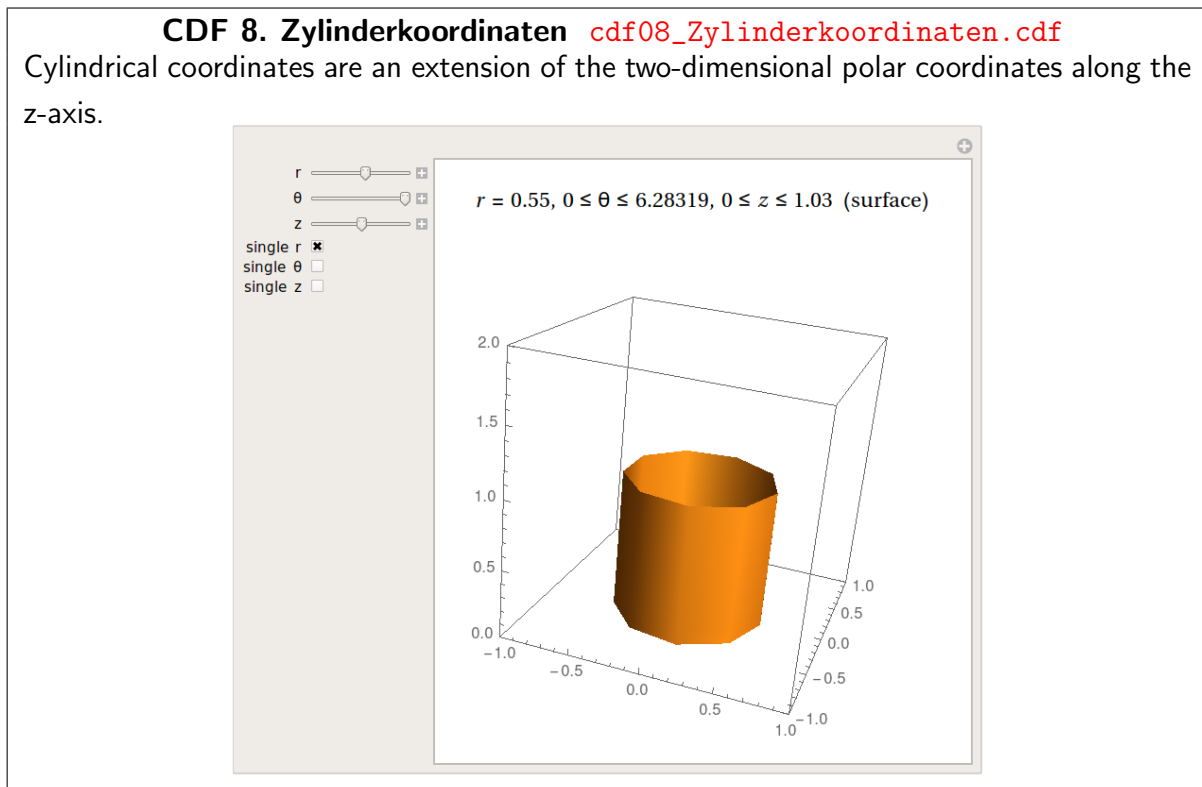 CDF 8. Zylinderkoordinaten cdf08_Zylinderkoordinaten.cdf
Cylindrical coordinates are an extension of the two-dimensional polar coordinates along the
z-axis.
r
θ
z
single r
single θ
single z
r = 0.55, 0 ≤ θ ≤ 6.28319, 0 ≤ z ≤ 1.03 (surface)
2.0
1.5
1.0
0.5
0.0
−1.0
−0.5
0.0
0.5
1.0
1.0
0.5
0.0
−0.5
−1.0